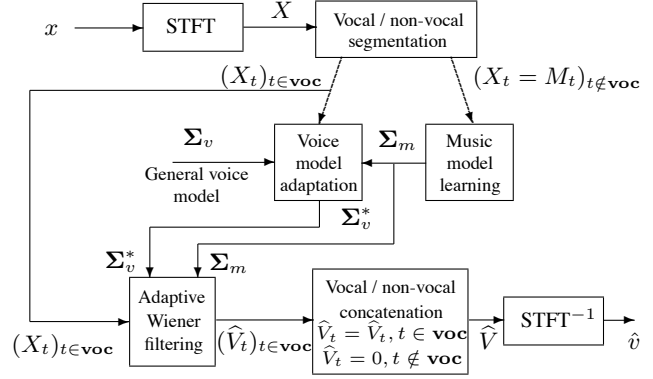 x
STFT
X
Vocal / non-vocal
segmentation
(X_t)_{t∈voc}
(X_t = M_t)_{t∉voc}
Σ_v
General voice
model
Voice
model
adaptation
Σ_m
Music
model
learning
Σ_v^*
Σ_v^*
Σ_m
(X_t)_{t∈voc}
Adaptive
Wiener
filtering
(V̂_t)_{t∈voc}
Vocal / non-vocal
concatenation
V̂_t = V̂_t, t ∈ voc
V̂_t = 0, t ∉ voc
V̂
STFT⁻¹
v̂